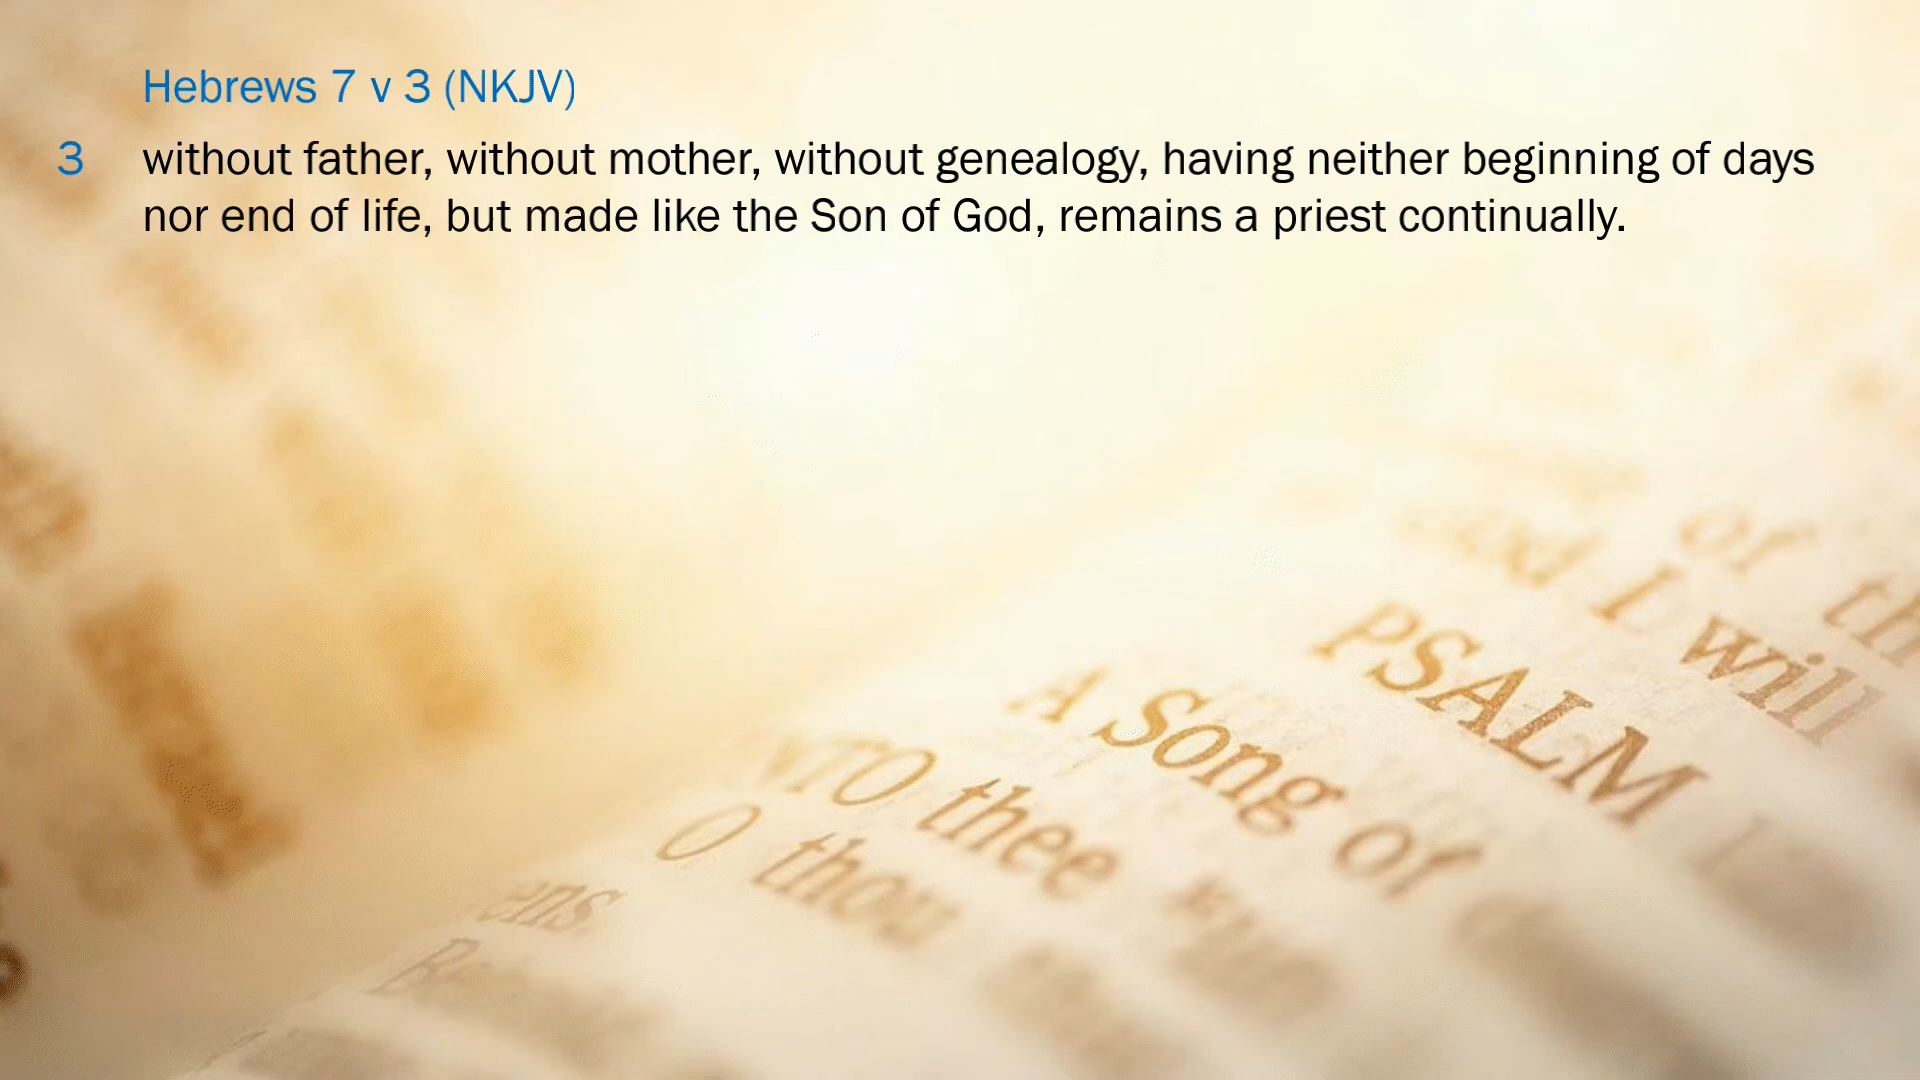 Hebrews 7 v 3 (NKJV)
3 without father, without mother, without genealogy, having neither beginning of days
nor end of life, but made like the Son of God, remains a priest continually.
of
I will
PSALM
A Song of
thee
O thou